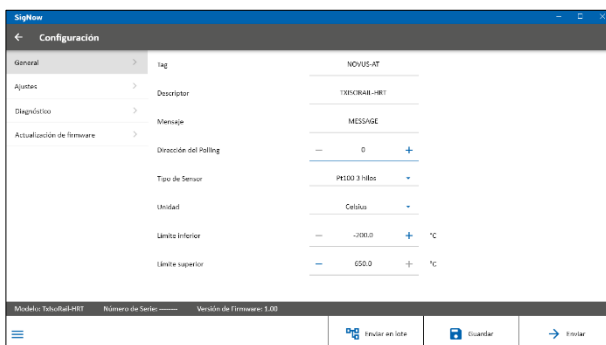 SigNow
Configuración
General
Ajustes
Diagnóstico
Actualización de firmware
Tag NOVUS-AT
Descriptor TXISORAIL-HRT
Mensaje MESSAGE
Dirección del Polling − 0 +
Tipo de Sensor Pt100 3 hilos
Unidad Celsius
Límite inferior − -200.0 + °C
Límite superior − 650.0 + °C
Modelo: TxIsoRail-HRT Número de Serie: -------- Versión de Firmware: 1.00
Enviar en lote Guardar Enviar